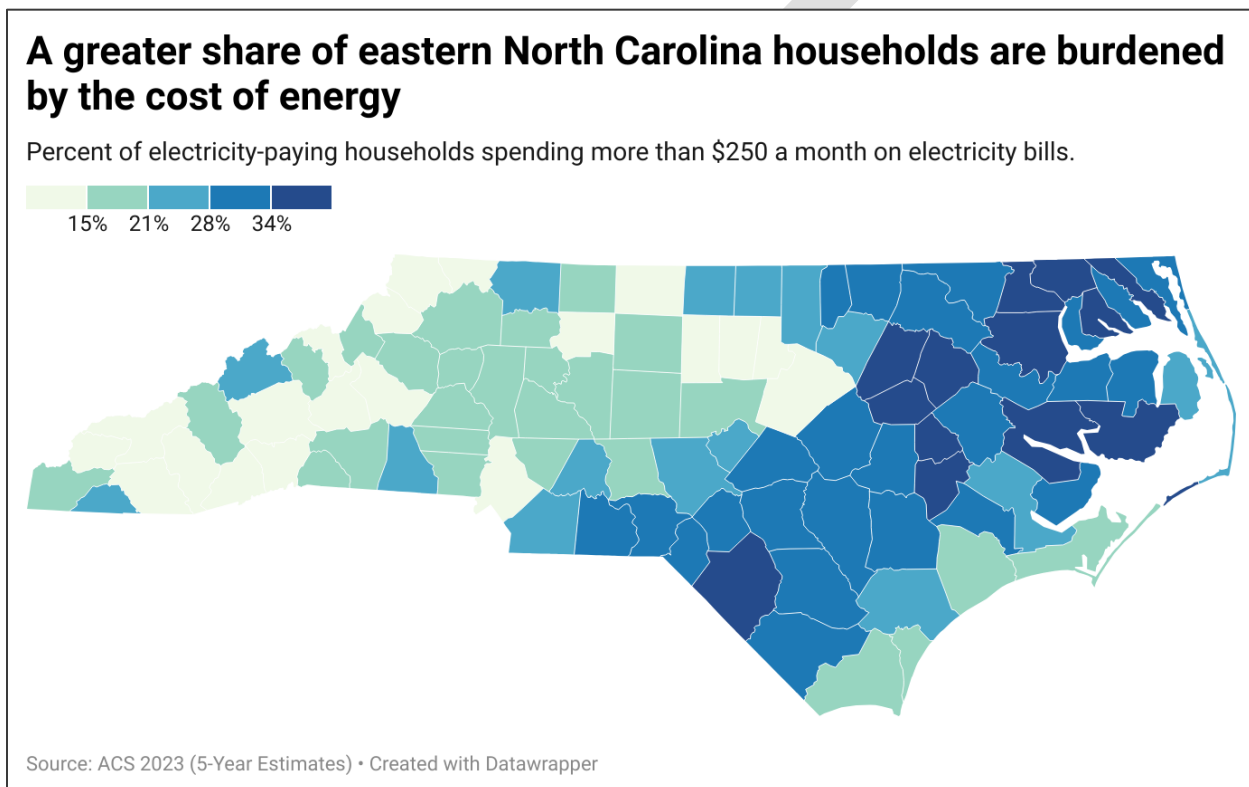 A greater share of eastern North Carolina households are burdened
by the cost of energy
Percent of electricity-paying households spending more than $250 a month on electricity bills.
15% 21% 28% 34%
Source: ACS 2023 (5-Year Estimates) • Created with Datawrapper